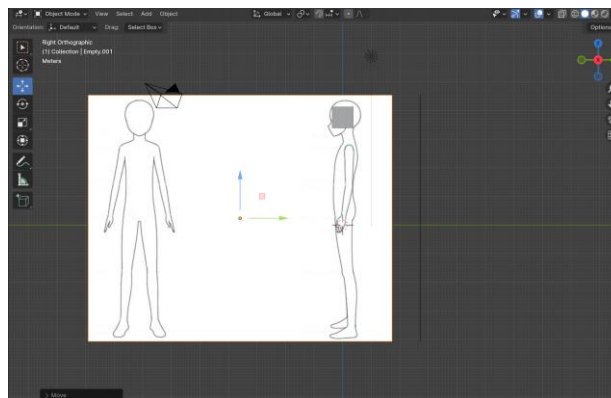 Object Mode View Select Add Object Global
Orientation: Default Drag: Select Box Options
Right Orthographic
(1) Collection | Empty.001
Meters
> Move